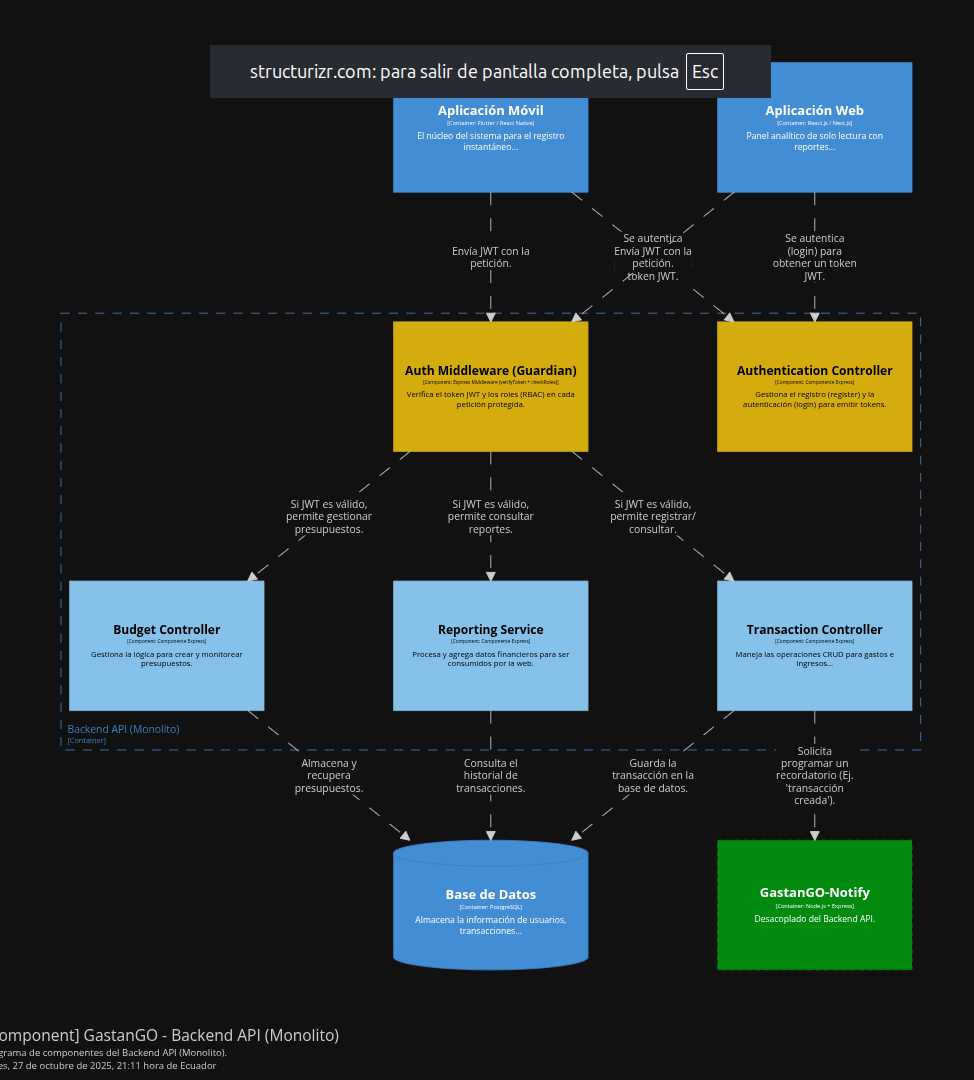 structurizr.com: para salir de pantalla completa, pulsa Esc
Aplicación Móvil
[Container: Flutter / React Native]
El núcleo del sistema para el registro
instantáneo...
Aplicación Web
[Container: React.js / Next.js]
Panel analítico de solo lectura con
reportes...
Envía JWT con la
petición.
Se autentica
Envía JWT con la
petición.
token JWT.
Se autentica
(login) para
obtener un token
JWT.
Auth Middleware (Guardian)
[Component: Express Middleware (verifyToken + checkRoles)]
Verifica el token JWT y los roles (RBAC) en cada
petición protegida.
Authentication Controller
[Component: Componente Express]
Gestiona el registro (register) y la
autenticación (login) para emitir tokens.
Si JWT es válido,
permite gestionar
presupuestos.
Si JWT es válido,
permite consultar
reportes.
Si JWT es válido,
permite registrar/
consultar.
Budget Controller
[Component: Componente Express]
Gestiona la lógica para crear y monitorear
presupuestos.
Reporting Service
[Component: Componente Express]
Procesa y agrega datos financieros para ser
consumidos por la web.
Transaction Controller
[Component: Componente Express]
Maneja las operaciones CRUD para gastos e
ingresos...
Backend API (Monolito)
[Container]
Almacena y
recupera
presupuestos.
Consulta el
historial de
transacciones.
Guarda la
transacción en la
base de datos.
Solicita
programar un
recordatorio (Ej.
'transacción
creada').
Base de Datos
[Container: PostgreSQL]
Almacena la información de usuarios,
transacciones...
GastanGO-Notify
[Container: Node.js + Express]
Desacoplado del Backend API.
omponent] GastanGO - Backend API (Monolito)
grama de componentes del Backend API (Monolito).
es, 27 de octubre de 2025, 21:11 hora de Ecuador